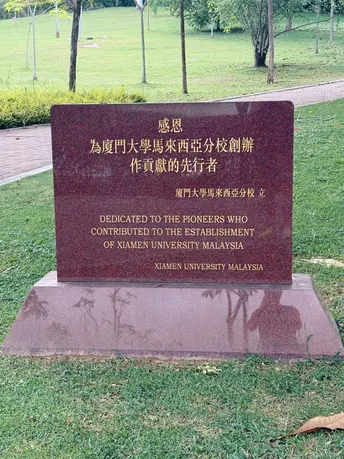 感恩
為廈門大學馬來西亞分校創辦
作貢獻的先行者
廈門大學馬來西亞分校 立
DEDICATED TO THE PIONEERS WHO
CONTRIBUTED TO THE ESTABLISHMENT
OF XIAMEN UNIVERSITY MALAYSIA
XIAMEN UNIVERSITY MALAYSIA